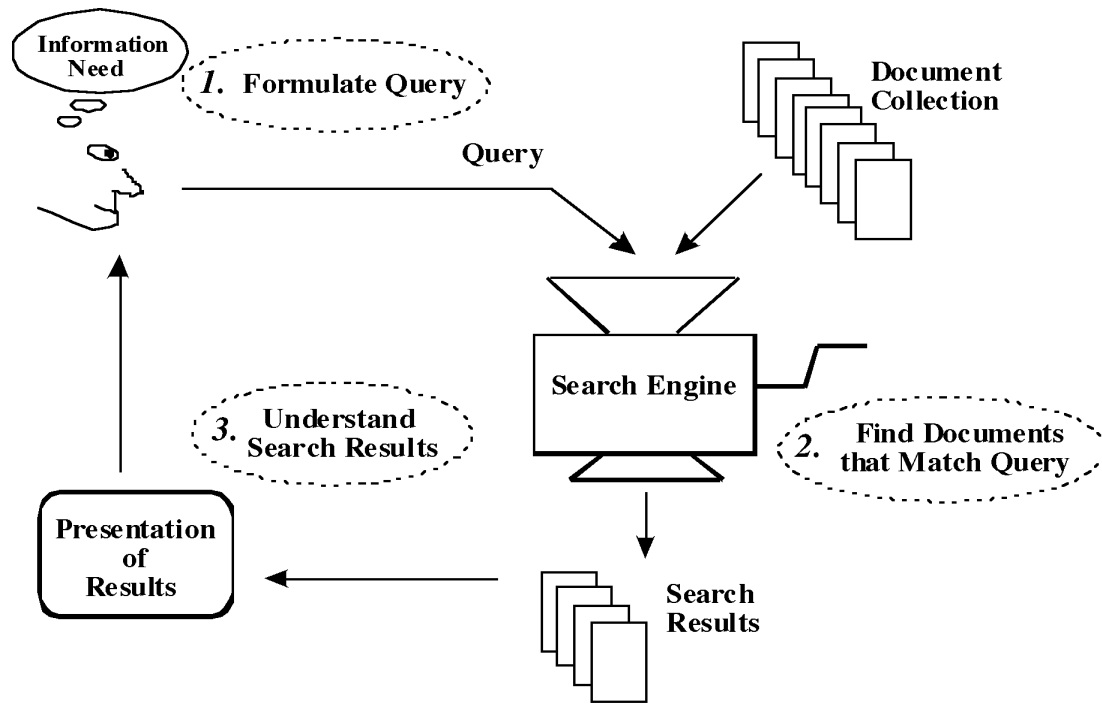 Information
Need
1. Formulate Query
Document
Collection
Query
Search Engine
3. Understand
Search Results
2. Find Documents
that Match Query
Presentation
of
Results
Search
Results